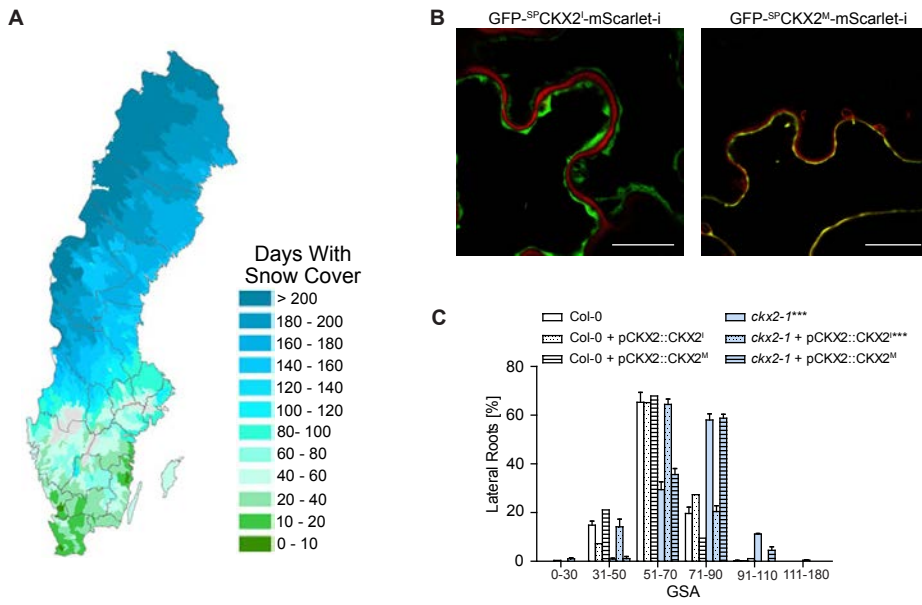 A
Days With
Snow Cover
> 200
180 - 200
160 - 180
140 - 160
120 - 140
100 - 120
80- 100
60 - 80
40 - 60
20 - 40
10 - 20
0 - 10
B
GFP-ˢᴾCKX2ᴵ-mScarlet-i
GFP-ˢᴾCKX2ᴹ-mScarlet-i
C
Col-0
Col-0 + pCKX2::CKX2ᴵ
Col-0 + pCKX2::CKX2ᴹ
ckx2-1***
ckx2-1 + pCKX2::CKX2ᴵ***
ckx2-1 + pCKX2::CKX2ᴹ
Lateral Roots [%]
80
60
40
20
0
0-30 31-50 51-70 71-90 91-110 111-180
GSA